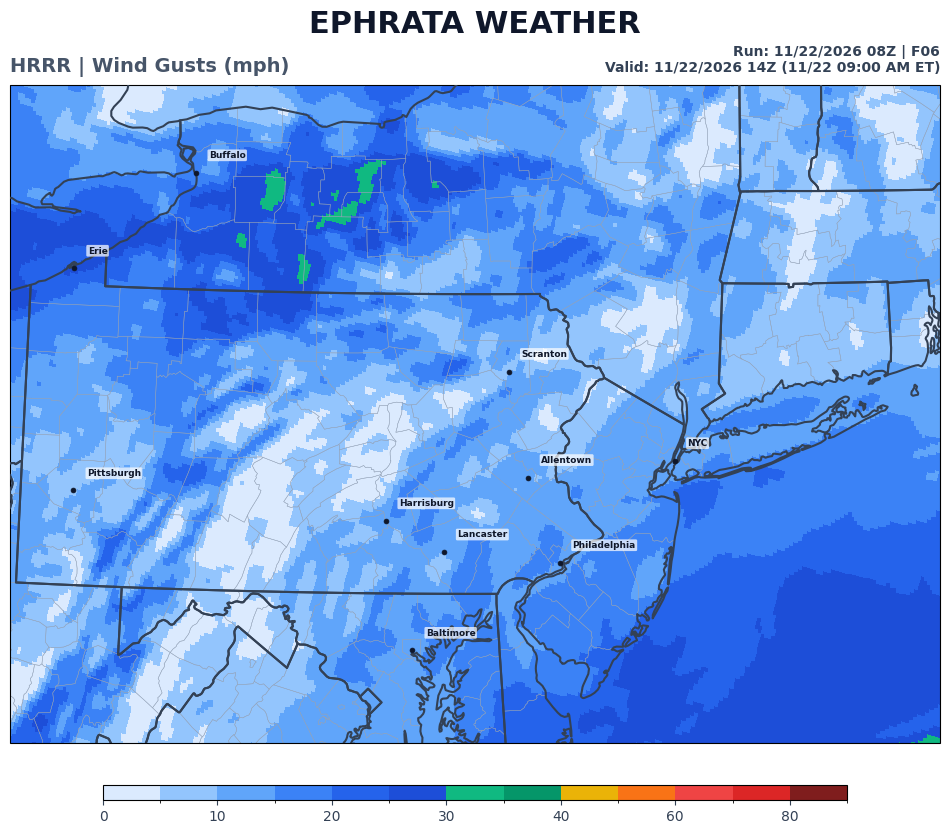 EPHRATA WEATHER
HRRR | Wind Gusts (mph)
Run: 11/22/2026 08Z | F06
Valid: 11/22/2026 14Z (11/22 09:00 AM ET)
Buffalo
Erie
Scranton
NYC
Pittsburgh
Allentown
Harrisburg
Lancaster
Philadelphia
Baltimore
0 10 20 30 40 60 80